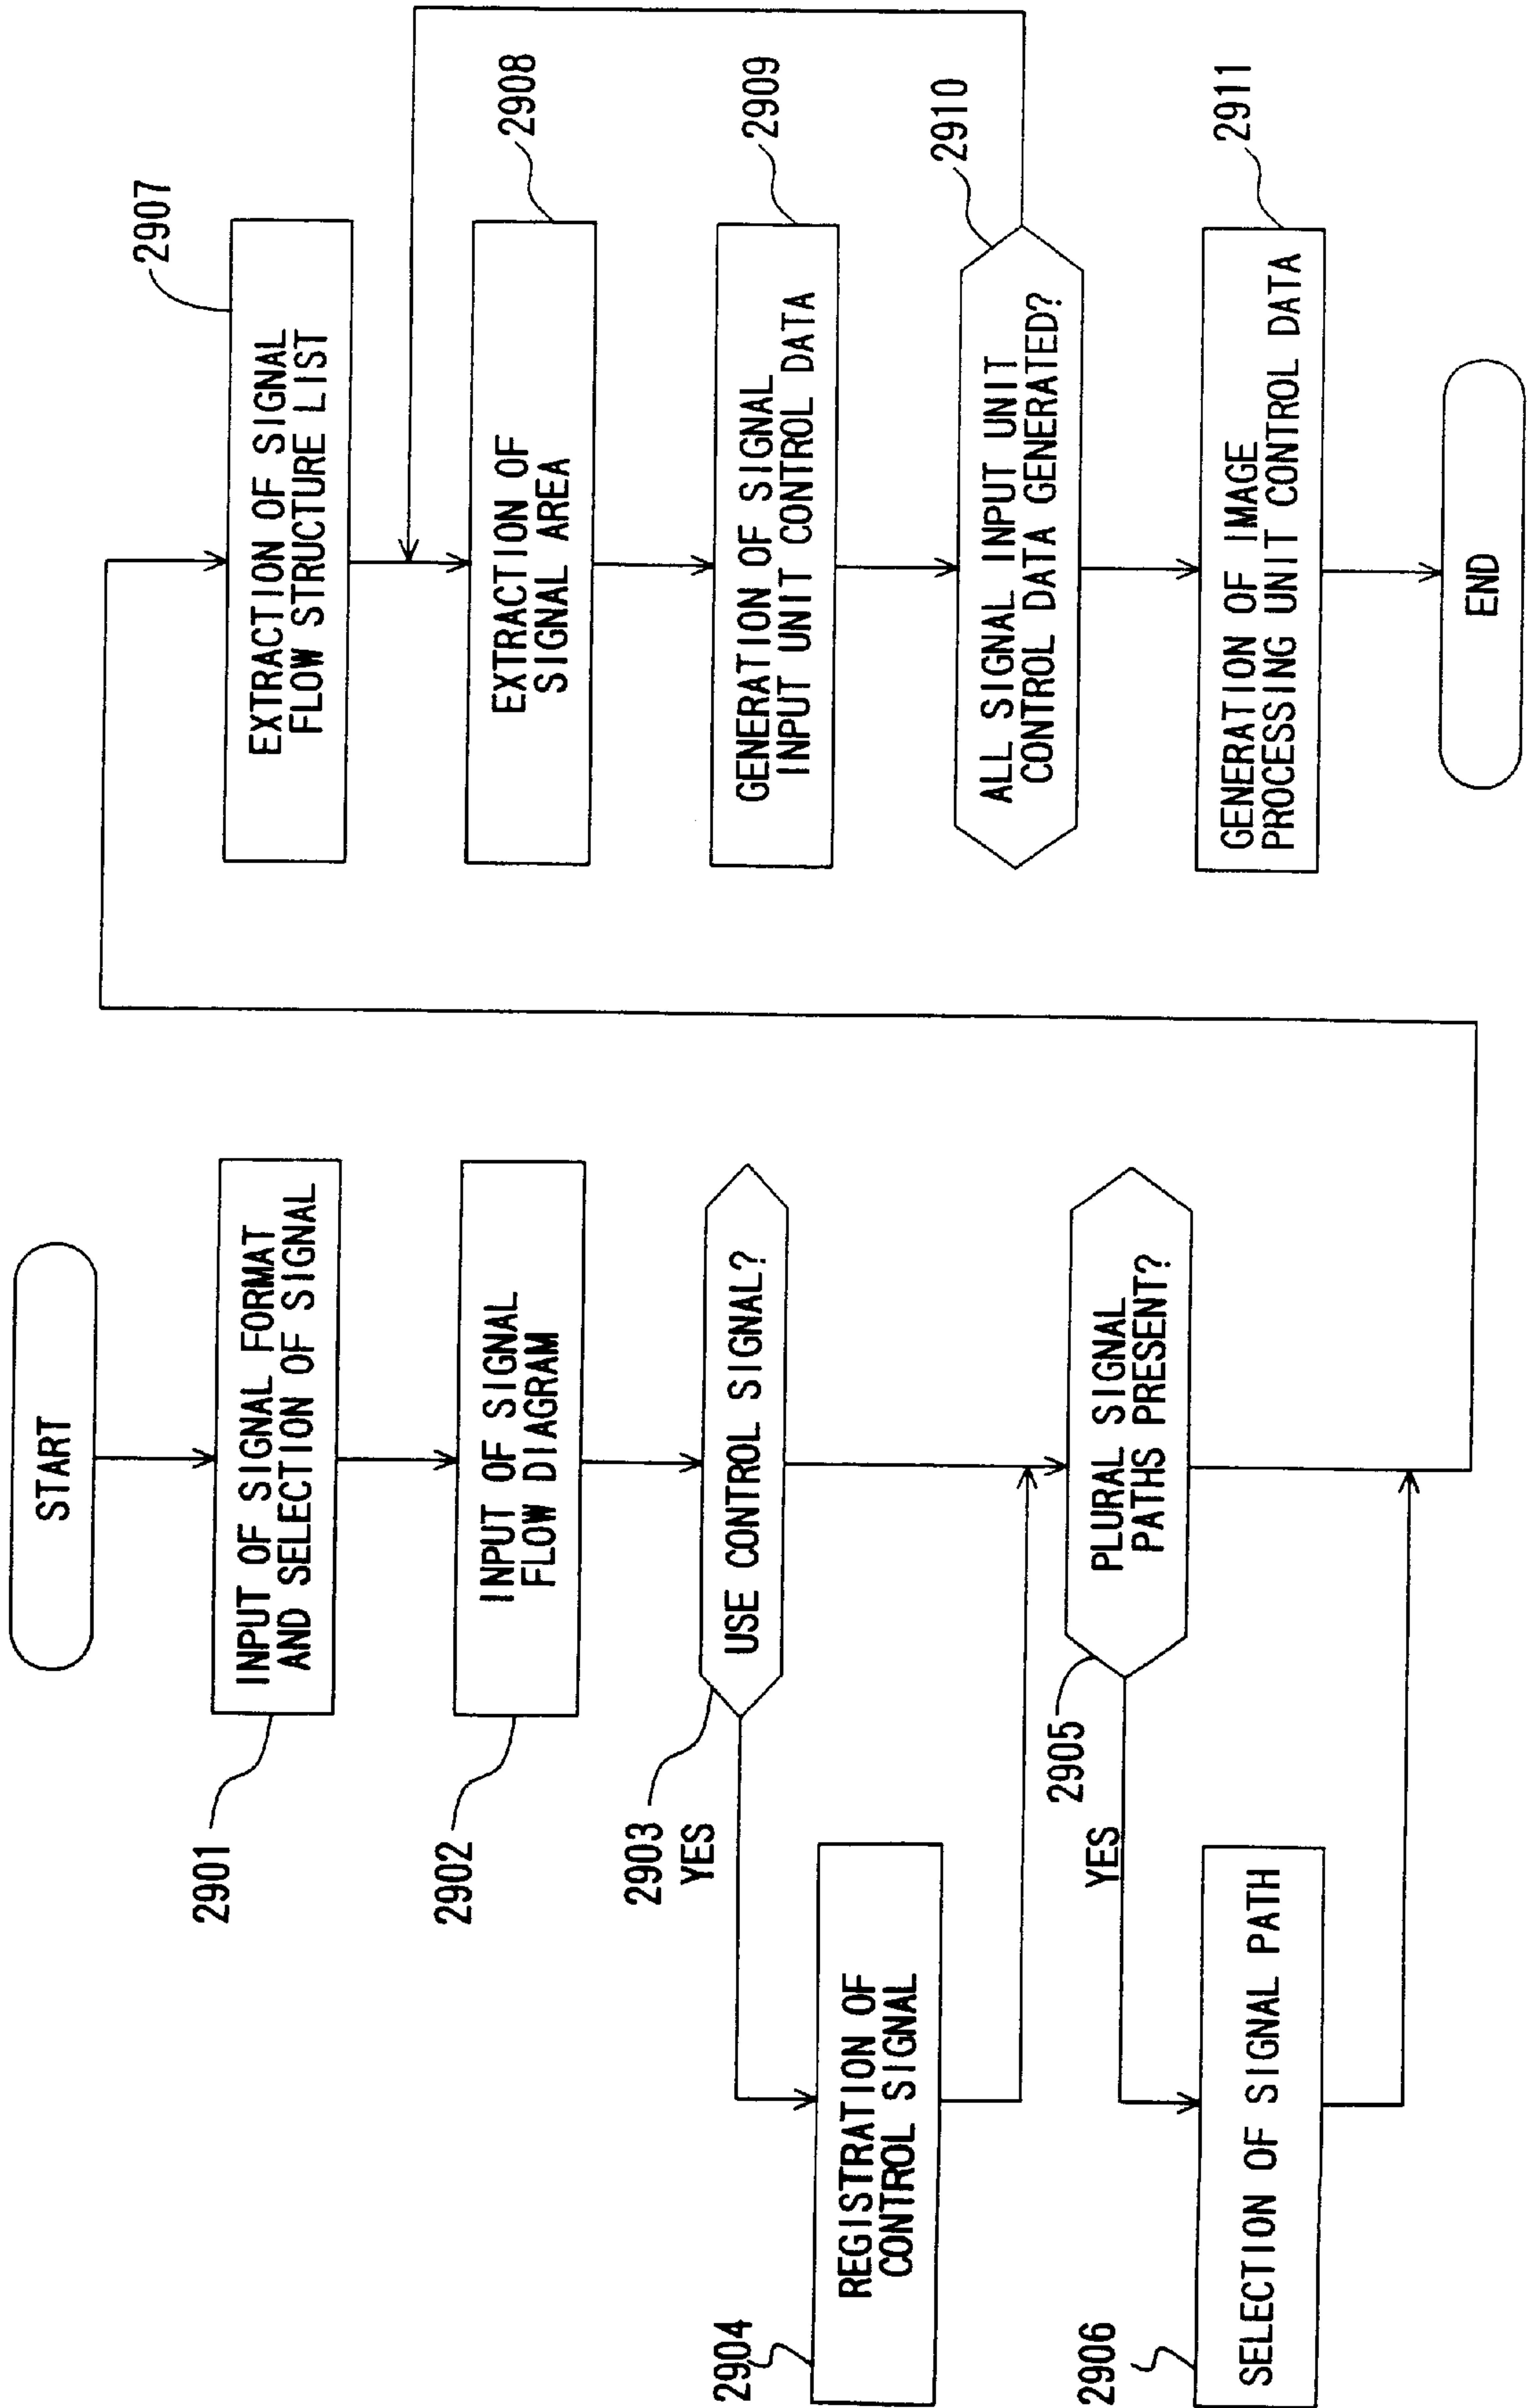 START
2901
INPUT OF SIGNAL FORMAT
AND SELECTION OF SIGNAL
2902
INPUT OF SIGNAL
FLOW DIAGRAM
2903
USE CONTROL SIGNAL?
YES
2904
REGISTRATION OF
CONTROL SIGNAL
2905
PLURAL SIGNAL
PATHS PRESENT?
YES
2906
SELECTION OF SIGNAL PATH
2907
EXTRACTION OF SIGNAL
FLOW STRUCTURE LIST
2908
EXTRACTION OF
SIGNAL AREA
2909
GENERATION OF SIGNAL
INPUT UNIT CONTROL DATA
2910
ALL SIGNAL INPUT UNIT
CONTROL DATA GENERATED?
2911
GENERATION OF IMAGE
PROCESSING UNIT CONTROL DATA
END